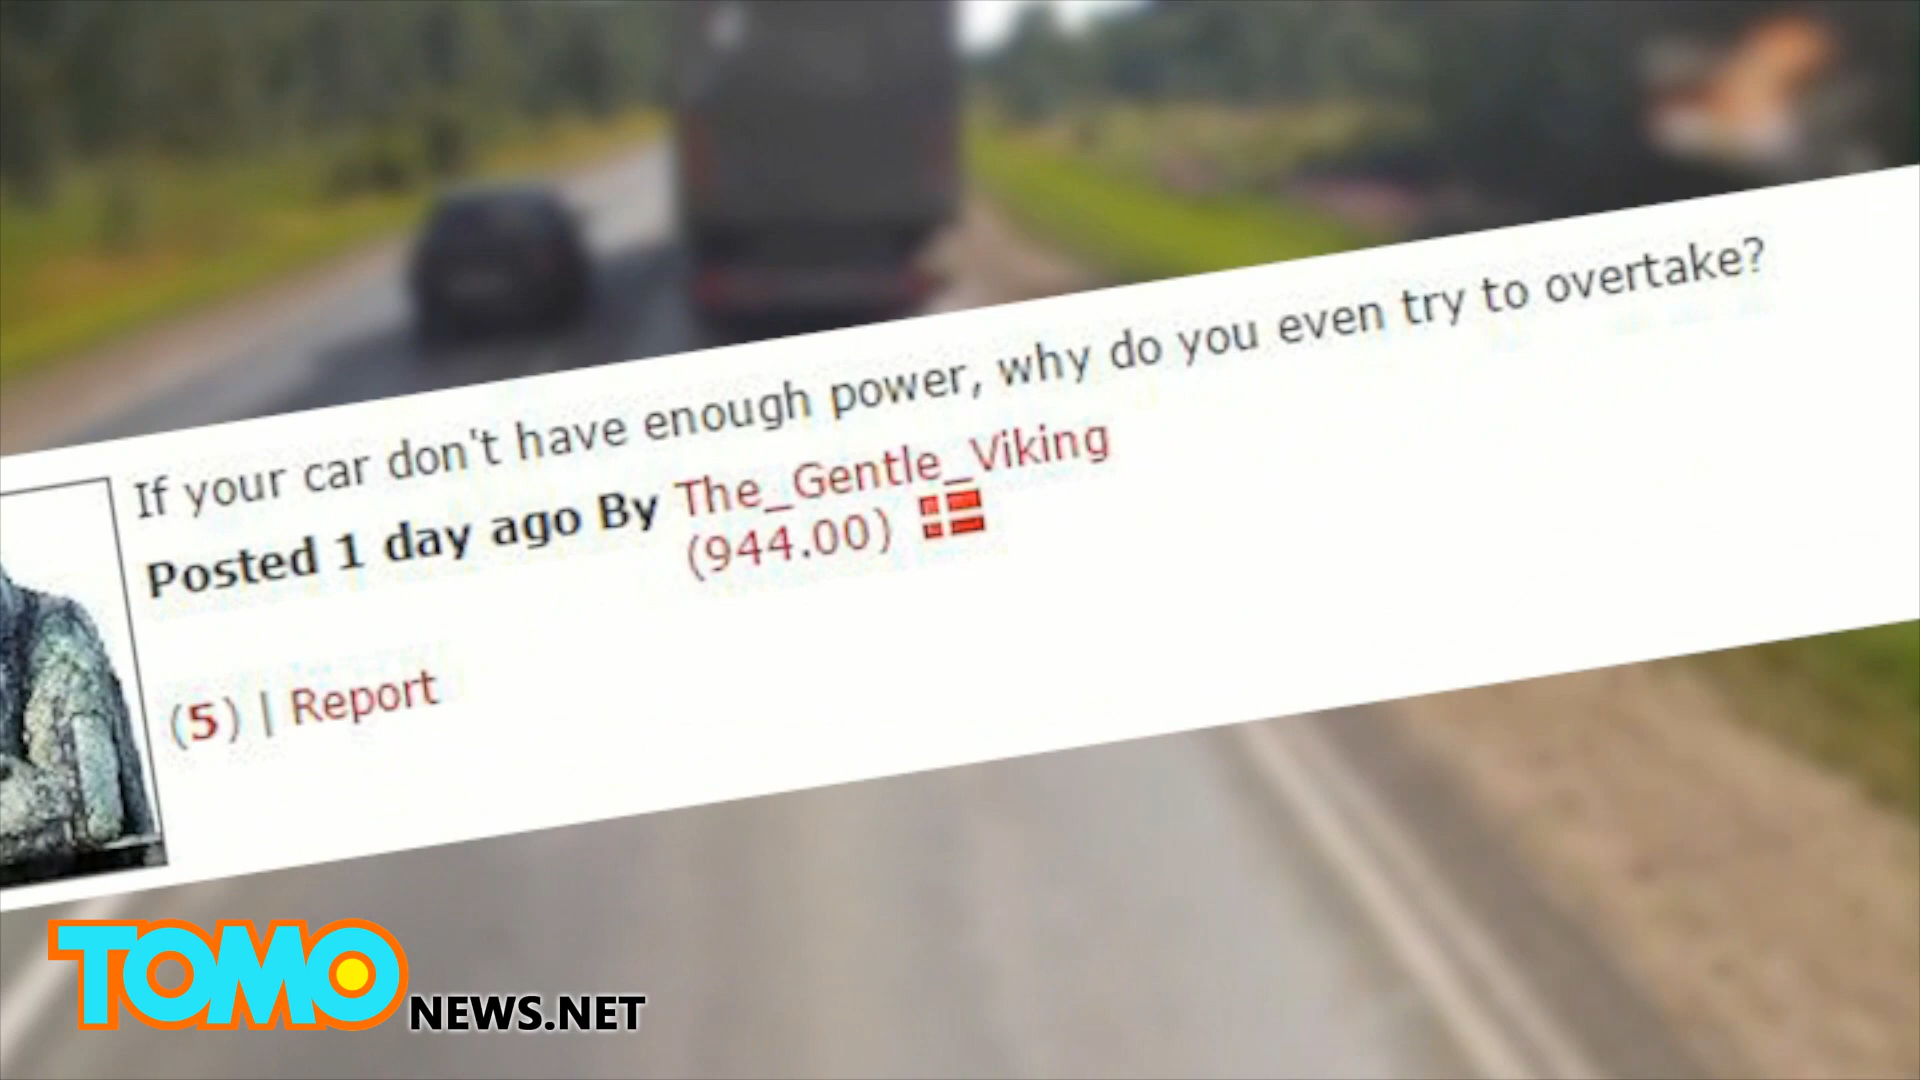 If your car don't have enough power, why do you even try to overtake?
Posted 1 day ago By The_Gentle_Viking
(944.00)
(5) | Report
TOMO NEWS.NET